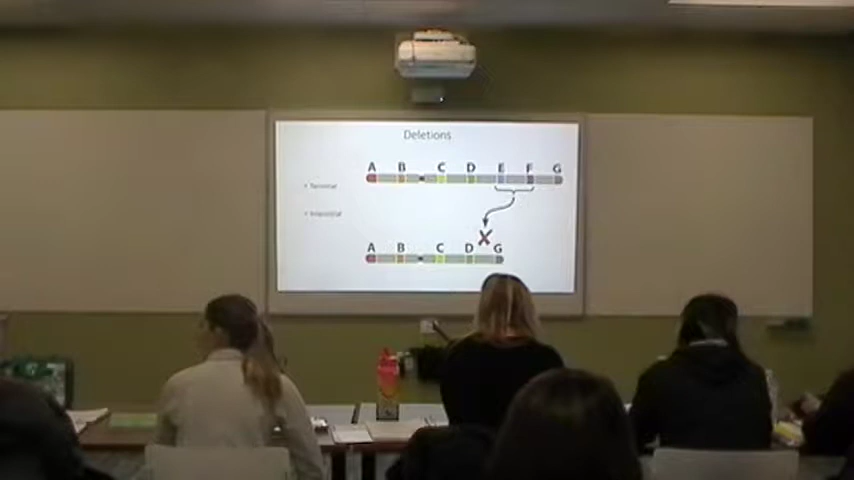 Deletions
A B C D E F G
• Terminal
• Interstitial
X
A B C D G